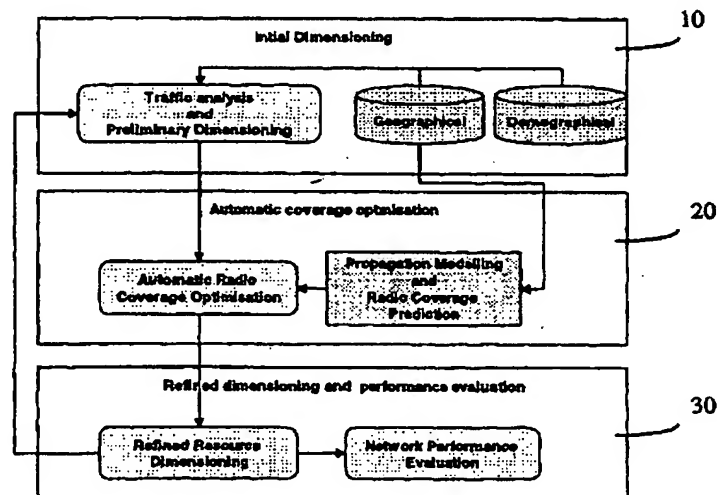 Intial Dimensioning
10
Traffic analysis
and
Preliminary Dimensioning
Geographical
Demographical
Automatic coverage optmisation
20
Automatic Radio
Coverage Optimisation
Propagation Modelling
and
Radio Coverage
Prediction
Refined dimensioning and performance evaluation
30
Refined Resource
Dimensioning
Network Performance
Evaluation